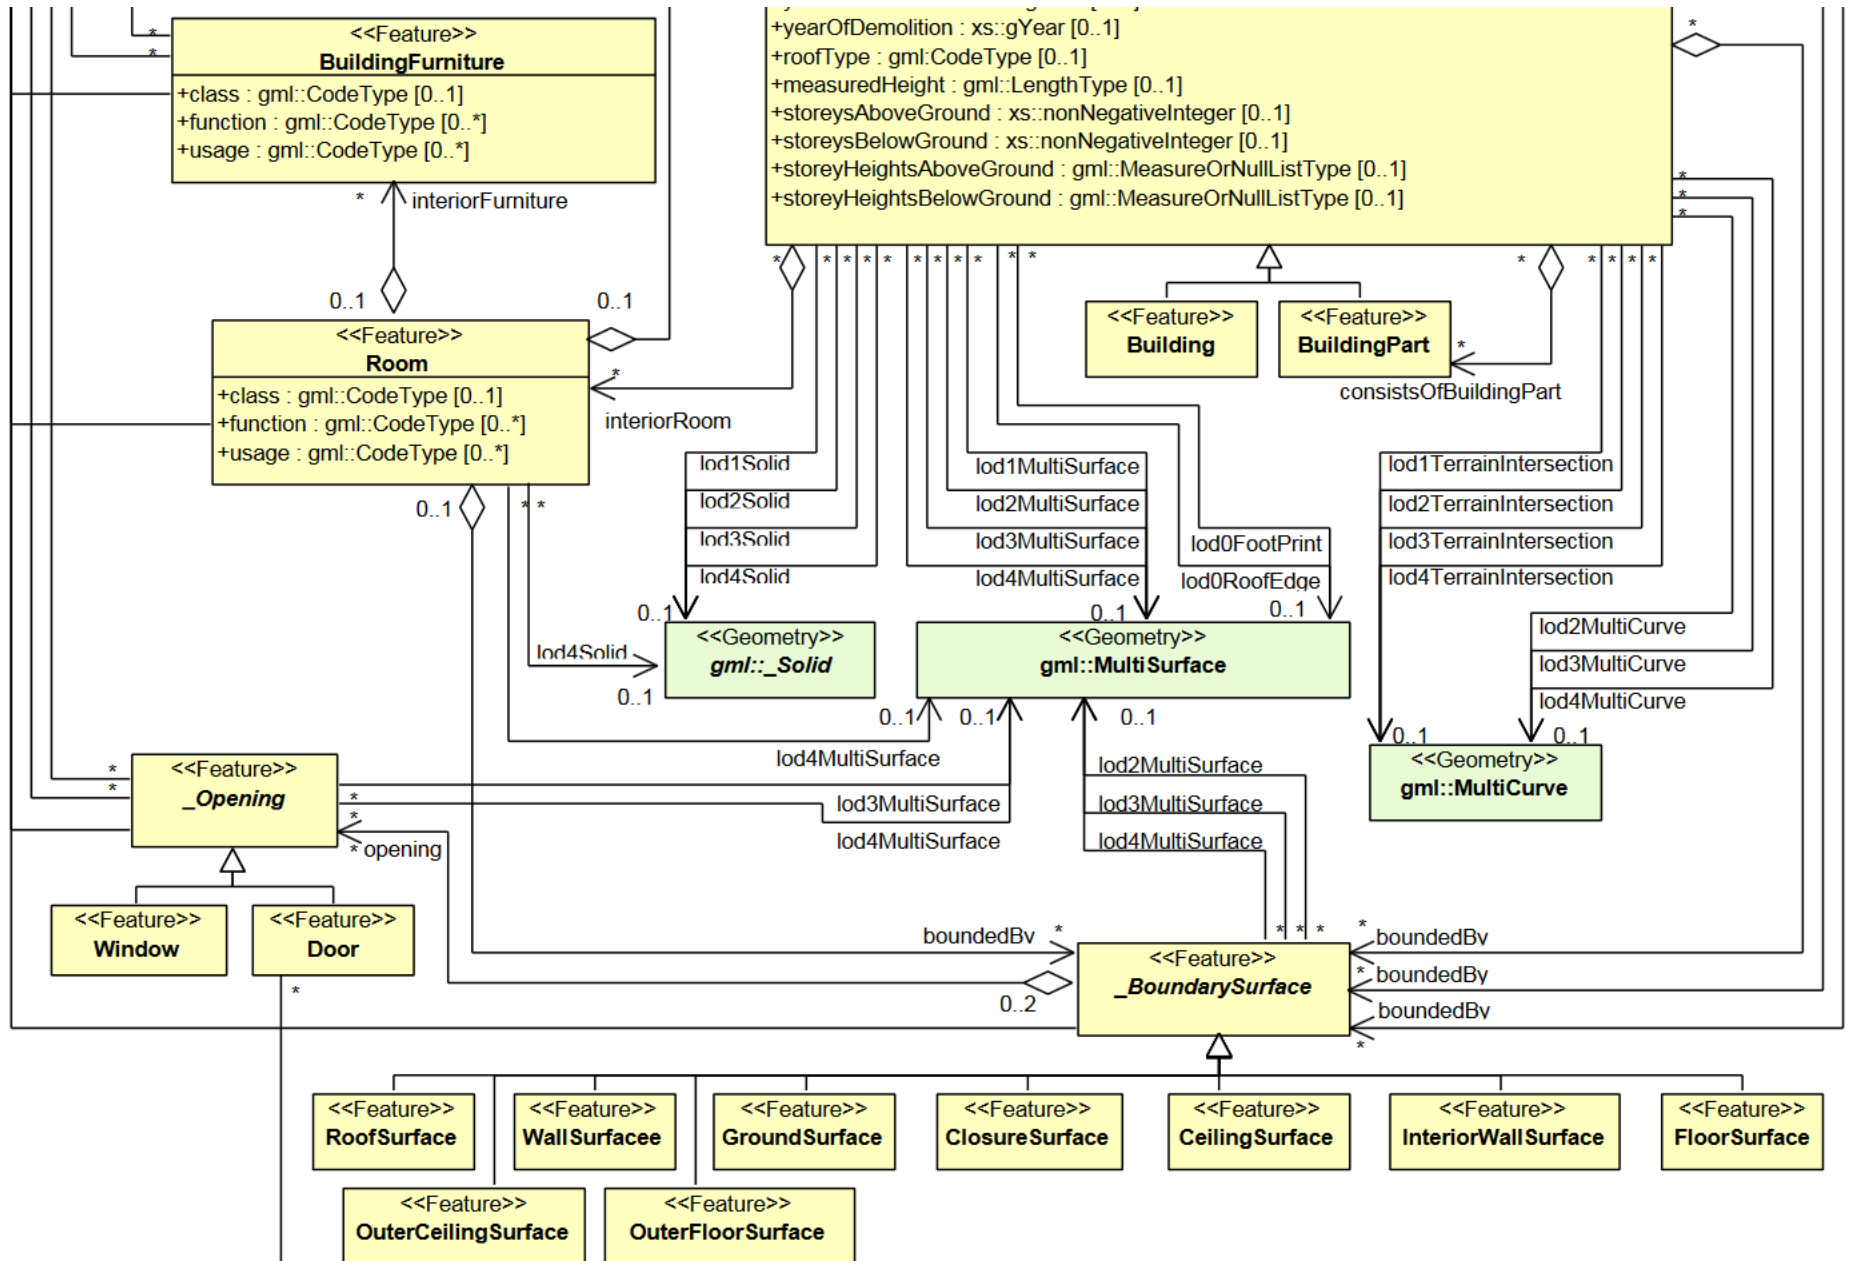 <<Feature>>
BuildingFurniture
+class : gml::CodeType [0..1]
+function : gml::CodeType [0..*]
+usage : gml::CodeType [0..*]
* *
* interiorFurniture
0..1
0..1
<<Feature>>
Room
+class : gml::CodeType [0..1]
+function : gml::CodeType [0..*]
+usage : gml::CodeType [0..*]
*
interiorRoom
0..1
* *
+yearOfDemolition : xs::gYear [0..1]
+roofType : gml:CodeType [0..1]
+measuredHeight : gml::LengthType [0..1]
+storeysAboveGround : xs::nonNegativeInteger [0..1]
+storeysBelowGround : xs::nonNegativeInteger [0..1]
+storeyHeightsAboveGround : gml::MeasureOrNullListType [0..1]
+storeyHeightsBelowGround : gml::MeasureOrNullListType [0..1]
*
*
*
*
* * * * * * * * * * * * * * * *
<<Feature>>
Building
<<Feature>>
BuildingPart
*
consistsOfBuildingPart
lod1Solid
lod2Solid
lod3Solid
lod4Solid
0..1
lod1MultiSurface
lod2MultiSurface
lod3MultiSurface
lod4MultiSurface
0..1
lod0FootPrint
lod0RoofEdge
0..1
lod1TerrainIntersection
lod2TerrainIntersection
lod3TerrainIntersection
lod4TerrainIntersection
lod2MultiCurve
lod3MultiCurve
lod4MultiCurve
0..1
0..1
lod4Solid
0..1
<<Geometry>>
gml::_Solid
<<Geometry>>
gml::MultiSurface
<<Geometry>>
gml::MultiCurve
0..1
0..1
0..1
lod4MultiSurface
lod3MultiSurface
lod4MultiSurface
lod2MultiSurface
lod3MultiSurface
lod4MultiSurface
*
*
<<Feature>>
_Opening
*
*
* opening
<<Feature>>
Window
<<Feature>>
Door
*
boundedBy
*
* * *
*
boundedBy
*
boundedBy
boundedBy
*
0..2
<<Feature>>
_BoundarySurface
<<Feature>>
RoofSurface
<<Feature>>
WallSurfacee
<<Feature>>
GroundSurface
<<Feature>>
ClosureSurface
<<Feature>>
CeilingSurface
<<Feature>>
InteriorWallSurface
<<Feature>>
FloorSurface
<<Feature>>
OuterCeilingSurface
<<Feature>>
OuterFloorSurface